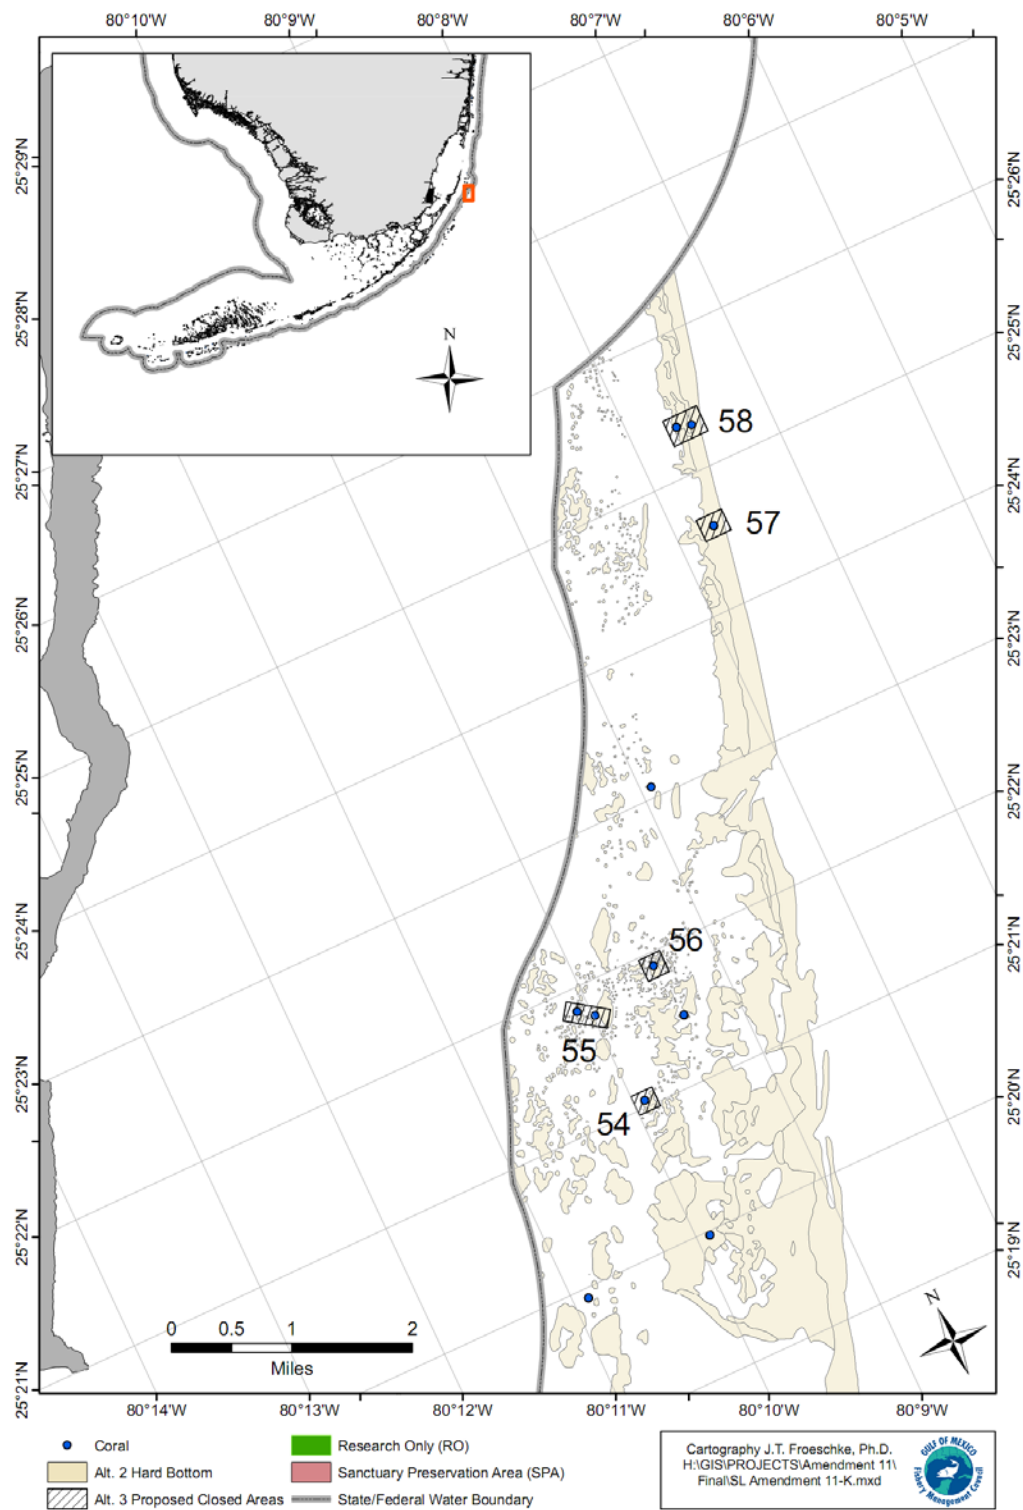 80°10'W 80°9'W 80°8'W 80°7'W 80°6'W 80°5'W
25°29'N
25°28'N
25°27'N
25°26'N
25°25'N
25°24'N
25°23'N
25°22'N
25°21'N
N
25°26'N
25°25'N
25°24'N
25°23'N
25°22'N
25°21'N
25°20'N
25°19'N
58
57
56
55
54
0 0.5 1 2
Miles
N
80°14'W 80°13'W 80°12'W 80°11'W 80°10'W 80°9'W
Coral
Alt. 2 Hard Bottom
Alt. 3 Proposed Closed Areas
Research Only (RO)
Sanctuary Preservation Area (SPA)
State/Federal Water Boundary
Cartography J.T. Froeschke, Ph.D.
H:\GIS\PROJECTS\Amendment 11\
Final\SL Amendment 11-K.mxd
GULF OF MEXICO
Fishery Management Council